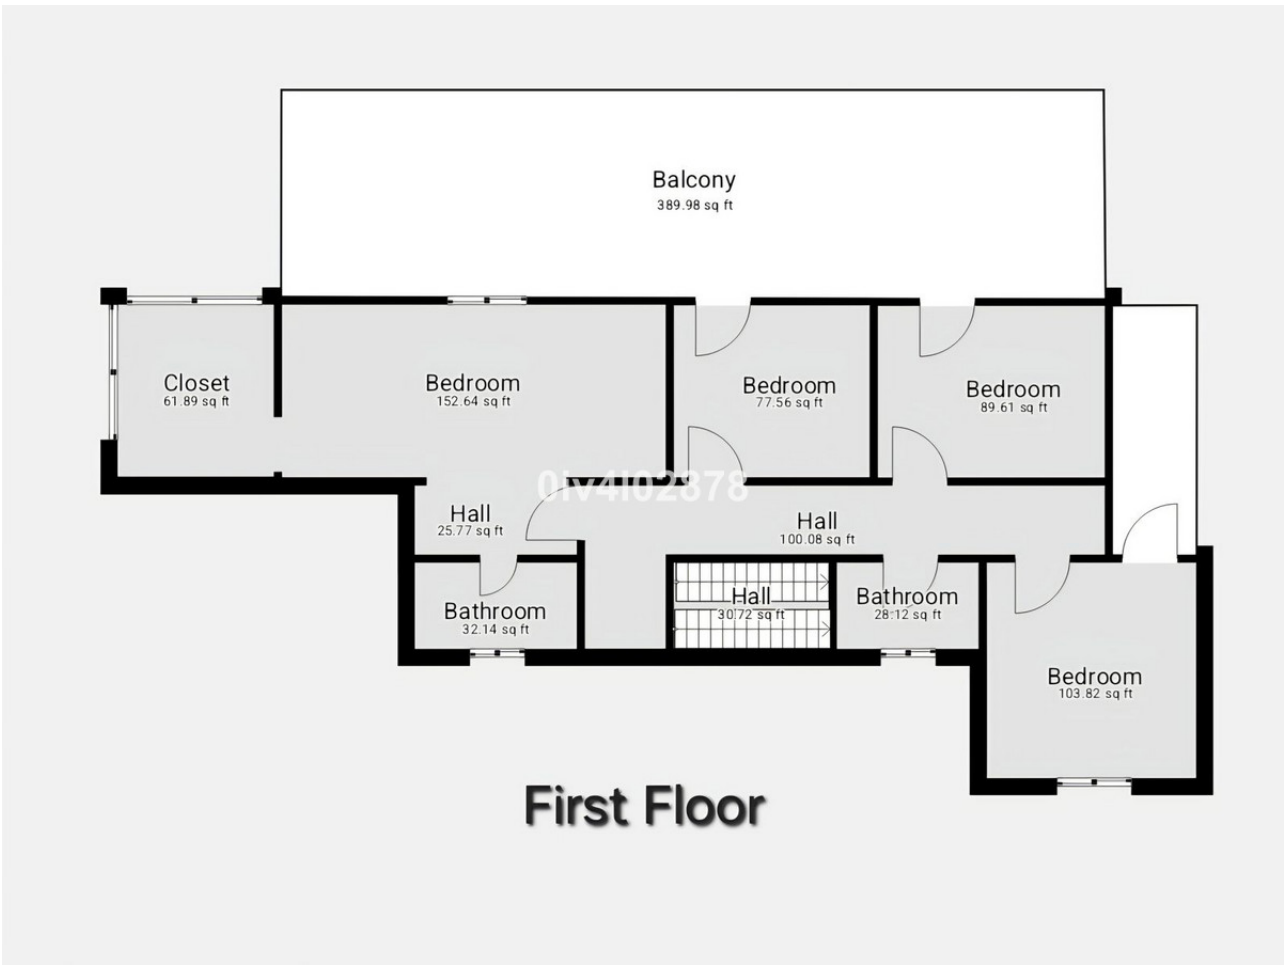 Balcony
389.98 sq ft
Closet
61.89 sq ft
Bedroom
152.64 sq ft
Bedroom
77.56 sq ft
Bedroom
89.61 sq ft
0lv4l02878
Hall
25.77 sq ft
Hall
100.08 sq ft
Bathroom
32.14 sq ft
Hall
30.72 sq ft
Bathroom
28.12 sq ft
Bedroom
103.82 sq ft
First Floor